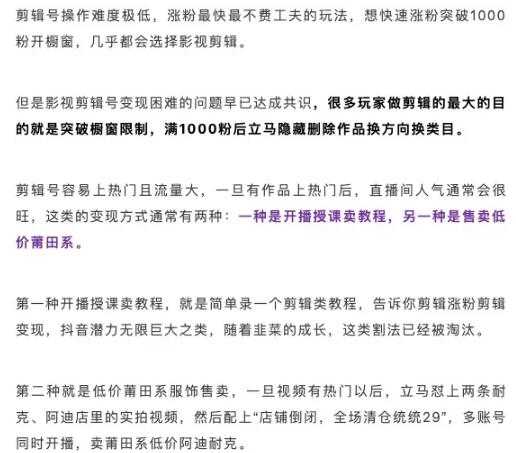 剪辑号操作难度极低，涨粉最快最不费工夫的玩法，想快速涨粉突破1000
粉开橱窗，几乎都会选择影视剪辑。
但是影视剪辑号变现困难的问题早已达成共识，很多玩家做剪辑的最大的目
的就是突破橱窗限制，满1000粉后立马隐藏删除作品换方向换类目。
剪辑号容易上热门且流量大，一旦有作品上热门后，直播间人气通常会很
旺，这类的变现方式通常有两种：一种是开播授课卖教程，另一种是售卖低
价莆田系。
第一种开播授课卖教程，就是简单录一个剪辑类教程，告诉你剪辑涨粉剪辑
变现，抖音潜力无限巨大之类，随着韭菜的成长，这类割法已经被淘汰。
第二种就是低价莆田系服饰售卖，一旦视频有热门以后，立马怼上两条耐
克、阿迪店里的实拍视频，然后配上“店铺倒闭，全场清仓统统29”，多账号
同时开播，卖莆田系低价阿迪耐克。